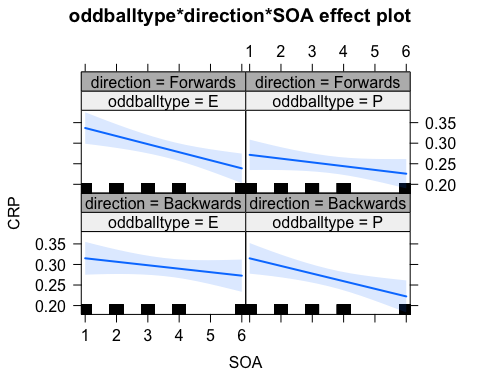 oddballtype*direction*SOA effect plot
1 2 3 4 5 6
direction = Forwards direction = Forwards
oddballtype = E oddballtype = P
0.35
0.30
0.25
0.20
direction = Backwards direction = Backwards
oddballtype = E oddballtype = P
0.35
0.30
0.25
0.20
CRP
1 2 3 4 5 6
SOA